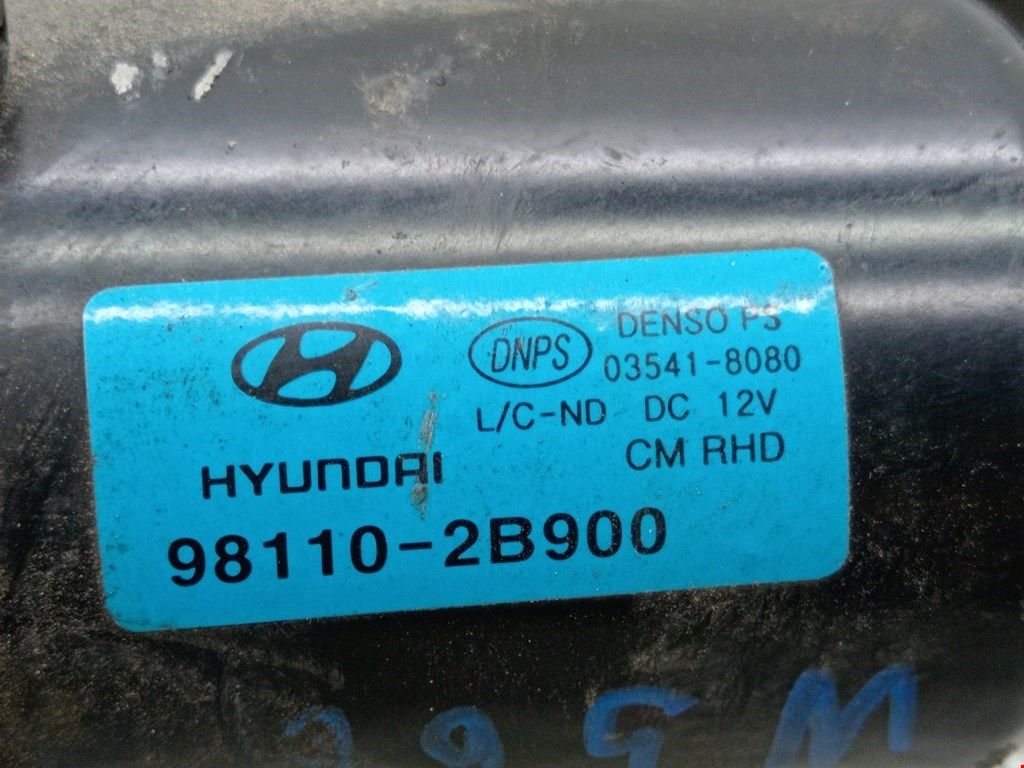 DNPS
DENSO PS
03541-8080
L/C-ND DC 12V
CM RHD
HYUNDAI
98110-2B900